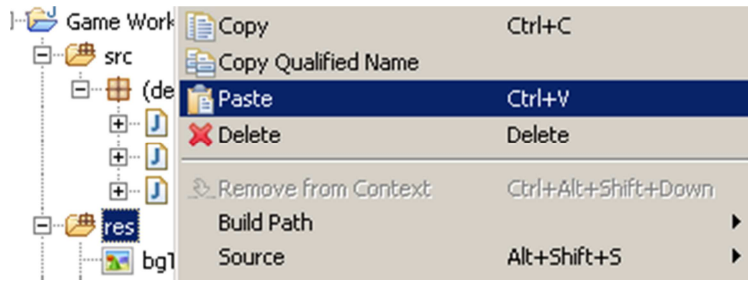 Game Work
src
(de
res
bg1
Copy Ctrl+C
Copy Qualified Name
Paste Ctrl+V
Delete Delete
Remove from Context Ctrl+Alt+Shift+Down
Build Path
Source Alt+Shift+S